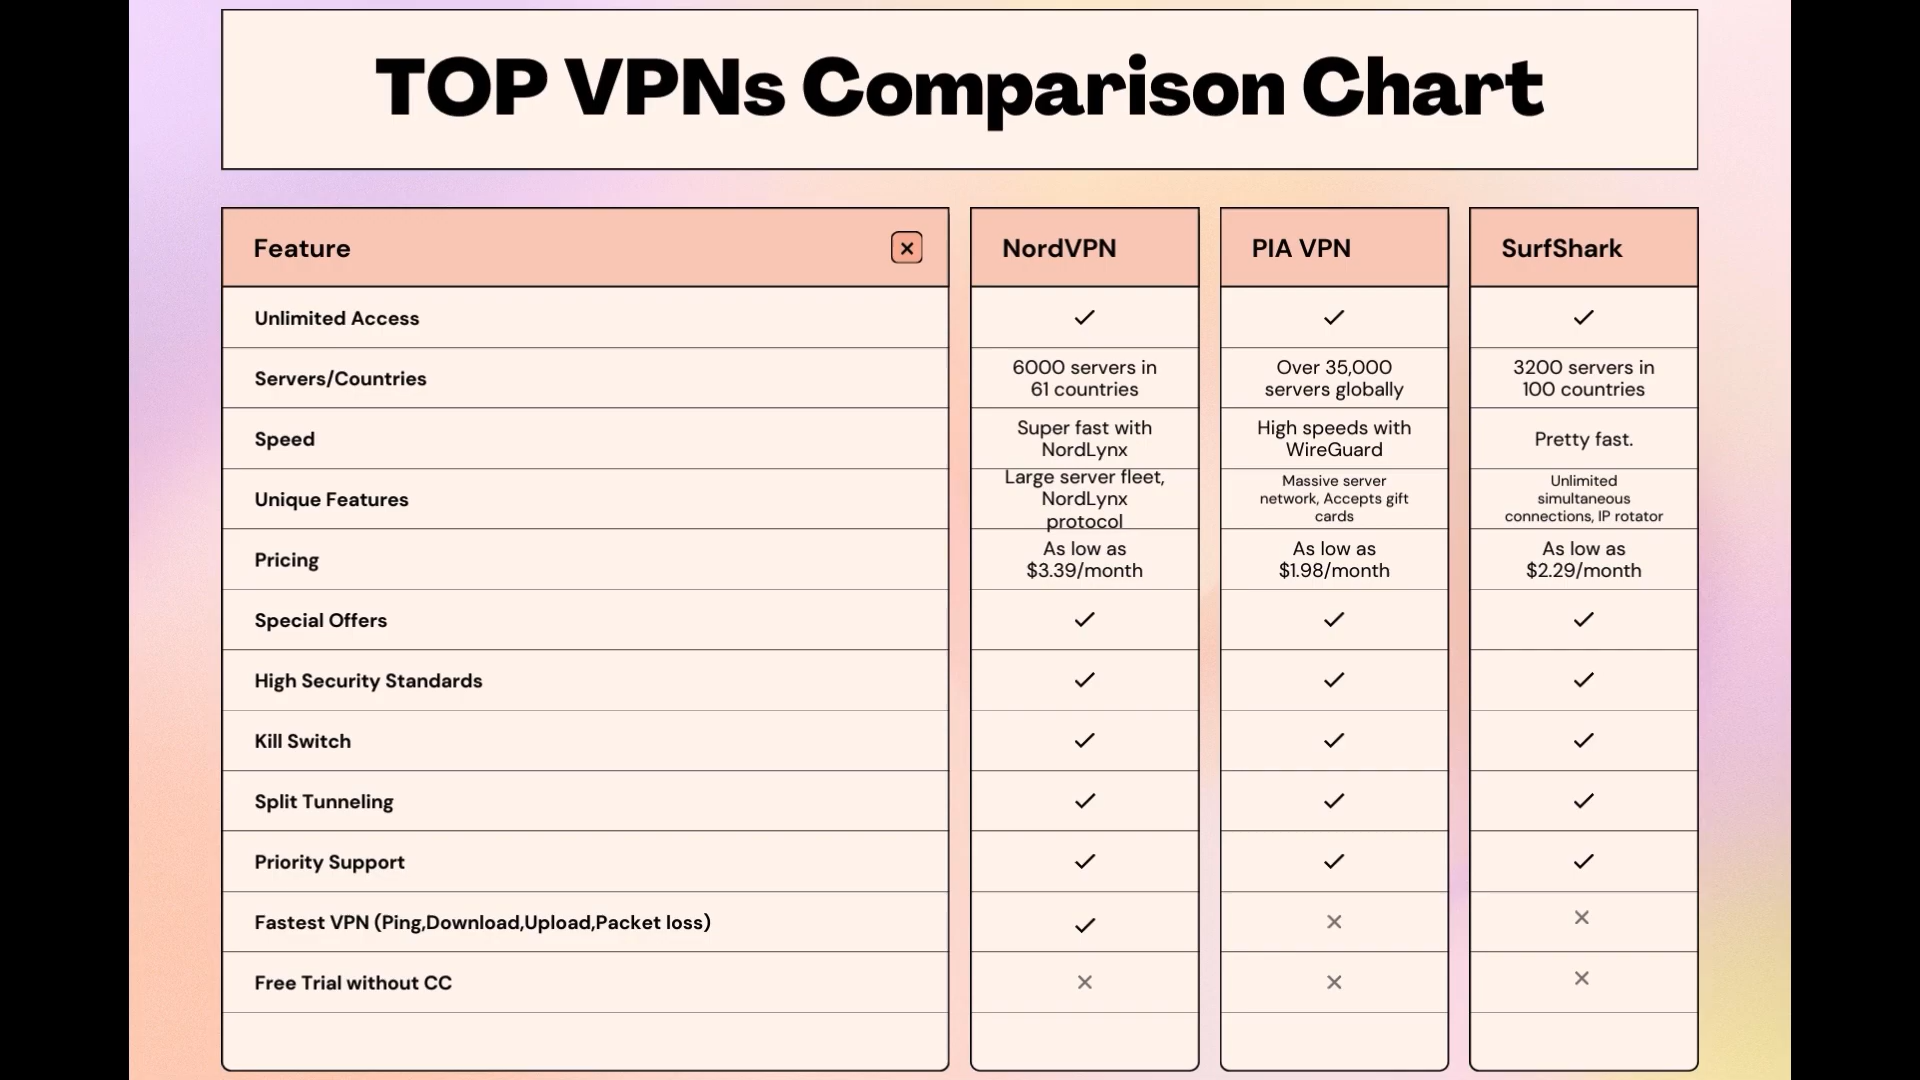 TOP VPNs Comparison Chart
Feature
NordVPN
PIA VPN
SurfShark
Unlimited Access
Servers/Countries
6000 servers in
61 countries
Over 35,000
servers globally
3200 servers in
100 countries
Speed
Super fast with
NordLynx
High speeds with
WireGuard
Pretty fast.
Unique Features
Large server fleet,
NordLynx
protocol
Massive server
network, Accepts gift
cards
Unlimited
simultaneous
connections, IP rotator
Pricing
As low as
$3.39/month
As low as
$1.98/month
As low as
$2.29/month
Special Offers
High Security Standards
Kill Switch
Split Tunneling
Priority Support
Fastest VPN (Ping,Download,Upload,Packet loss)
Free Trial without CC